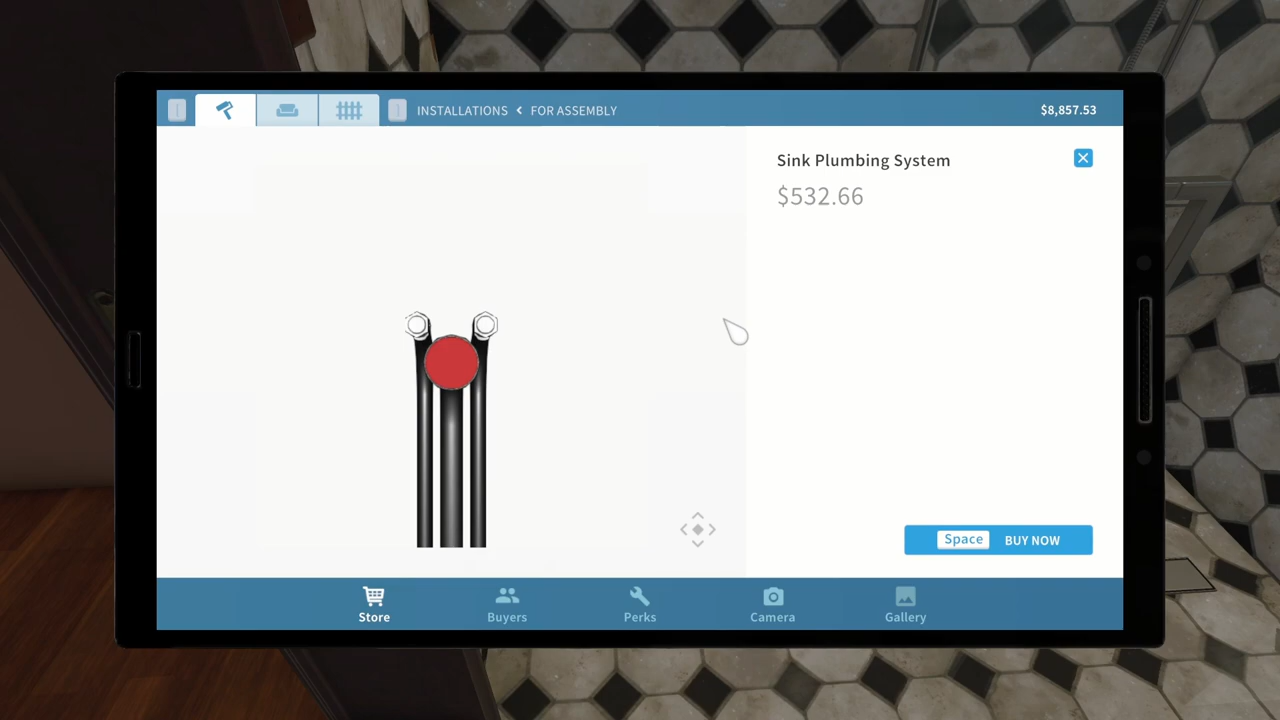 INSTALLATIONS < FOR ASSEMBLY
$8,857.53
Sink Plumbing System
$532.66
Space BUY NOW
Store
Buyers
Perks
Camera
Gallery